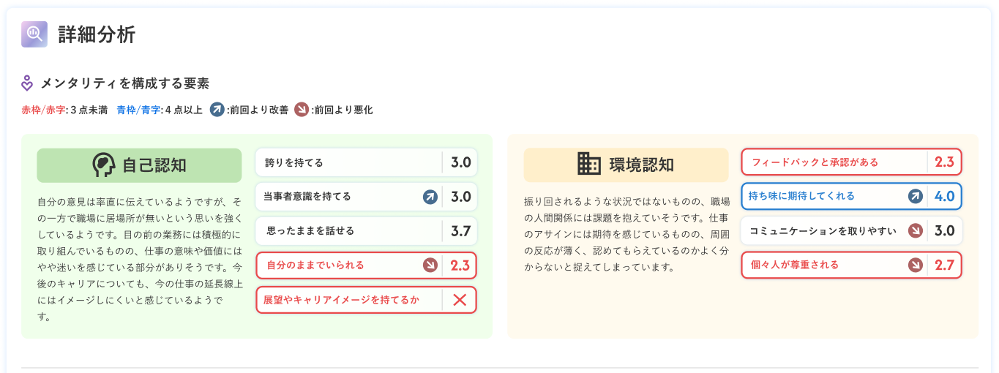 詳細分析
メンタリティを構成する要素
赤枠/赤字:3点未満 青枠/青字:4点以上 :前回より改善 :前回より悪化
自己認知
自分の意見は率直に伝えているようですが、そ
の一方で職場に居場所が無いという思いを強く
しているようです。目の前の業務には積極的に
取り組んでいるものの、仕事の意味や価値には
やや迷いを感じている部分がありそうです。今
後のキャリアについても、今の仕事の延長線上
にはイメージしにくいと感じているようで
す。
誇りを持てる 3.0
当事者意識を持てる 3.0
思ったままを話せる 3.7
自分のままでいられる 2.3
展望やキャリアイメージを持てるか ×
環境認知
振り回されるような状況ではないものの、職場
の人間関係には課題を抱えていそうです。仕事
のアサインには期待を感じているものの、周囲
の反応が薄く、認めてもらえているのかよく分
からないと捉えてしまっています。
フィードバックと承認がある 2.3
持ち味に期待してくれる 4.0
コミュニケーションを取りやすい 3.0
個々人が尊重される 2.7